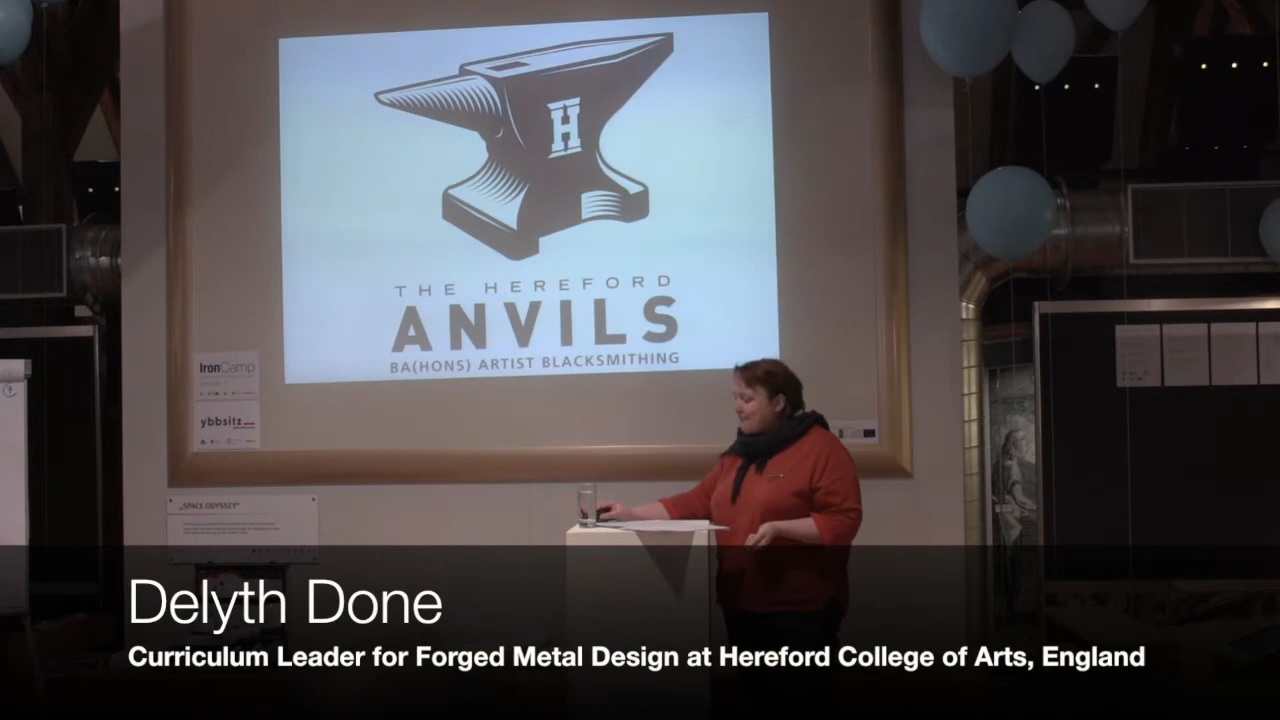 H
THE HEREFORD
ANVILS
BA(HONS) ARTIST BLACKSMITHING
IronCamp
ybbsitz
„SPACE ODYSSEY"
Delyth Done
Curriculum Leader for Forged Metal Design at Hereford College of Arts, England